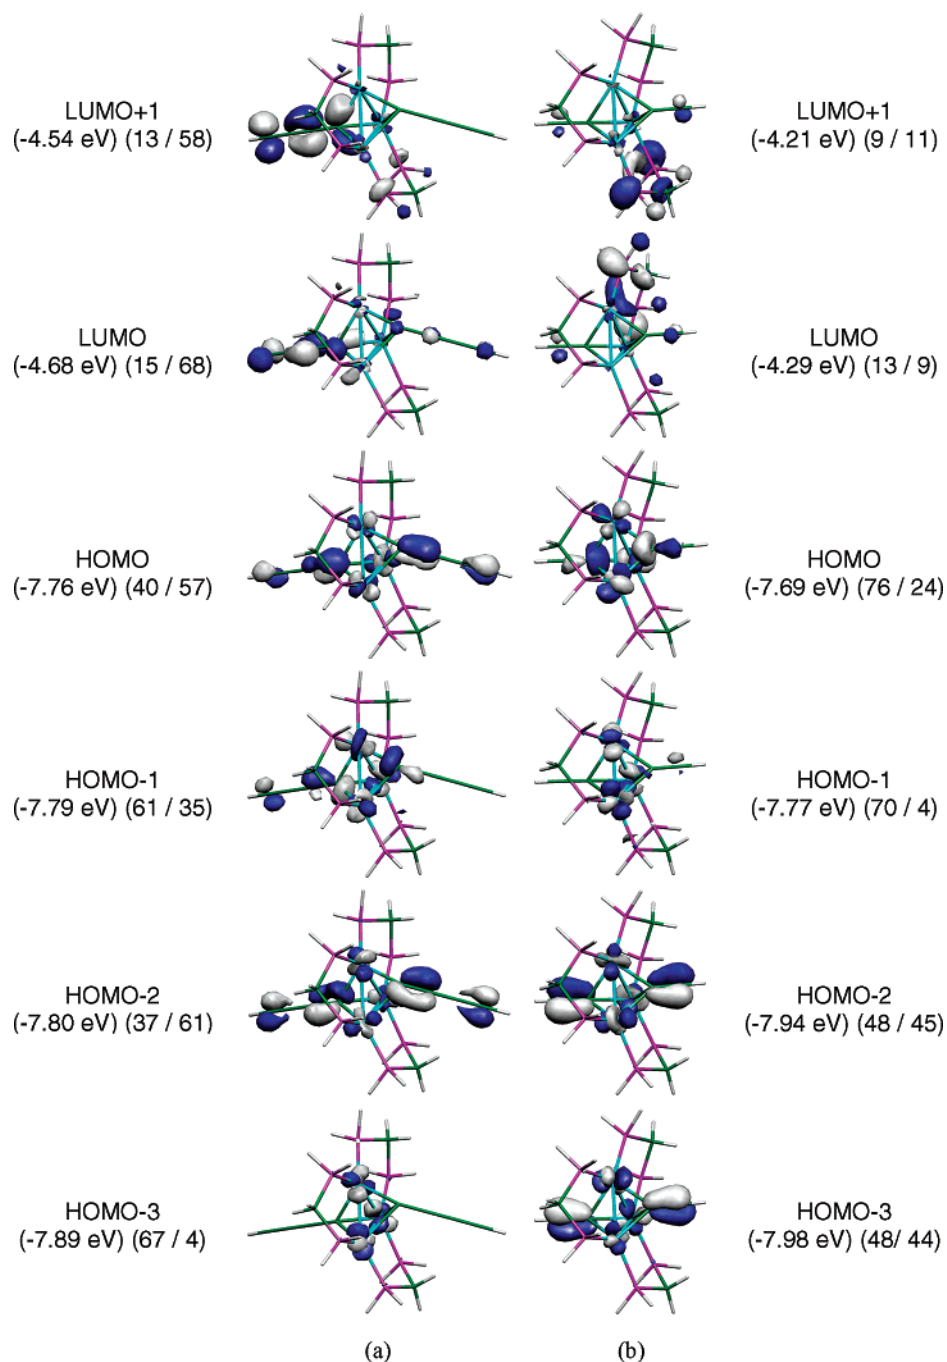 LUMO+1
(-4.54 eV) (13 / 58)
LUMO+1
(-4.21 eV) (9 / 11)
LUMO
(-4.68 eV) (15 / 68)
LUMO
(-4.29 eV) (13 / 9)
HOMO
(-7.76 eV) (40 / 57)
HOMO
(-7.69 eV) (76 / 24)
HOMO-1
(-7.79 eV) (61 / 35)
HOMO-1
(-7.77 eV) (70 / 4)
HOMO-2
(-7.80 eV) (37 / 61)
HOMO-2
(-7.94 eV) (48 / 45)
HOMO-3
(-7.89 eV) (67 / 4)
HOMO-3
(-7.98 eV) (48/ 44)
(a)
(b)